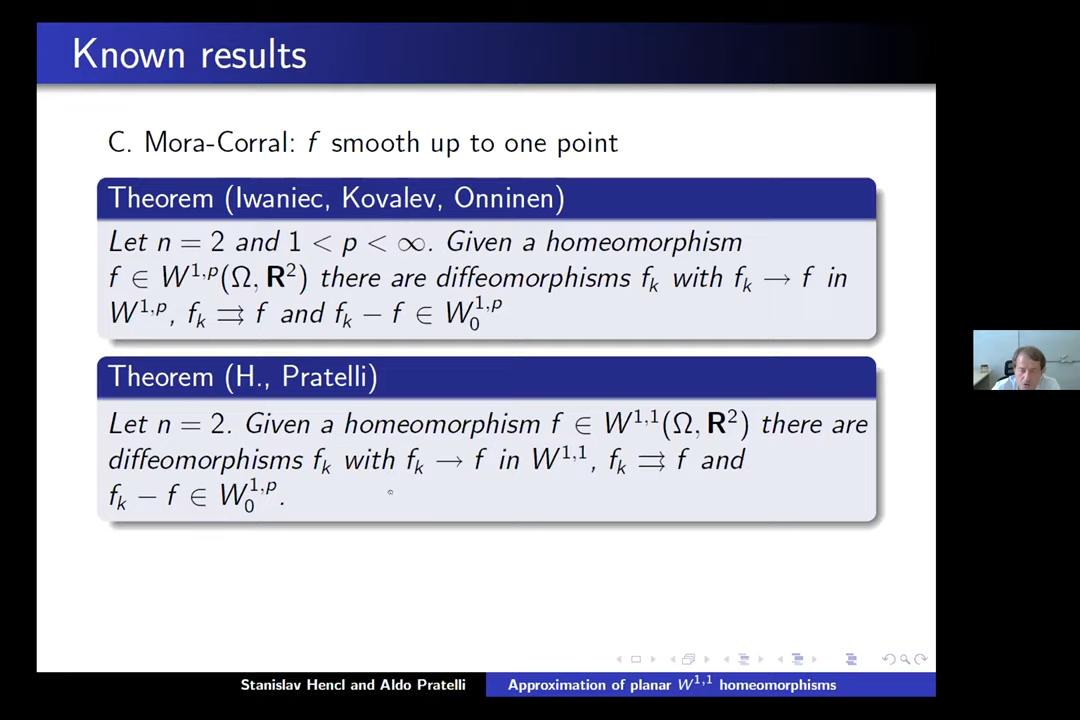 Known results
C. Mora-Corral: f smooth up to one point
Theorem (Iwaniec, Kovalev, Onninen)
Let n = 2 and 1 < p < ∞. Given a homeomorphism
f ∈ W^{1,p}(Ω, R²) there are diffeomorphisms f_k with f_k → f in
W^{1,p}, f_k ⇉ f and f_k − f ∈ W_0^{1,p}
Theorem (H., Pratelli)
Let n = 2. Given a homeomorphism f ∈ W^{1,1}(Ω, R²) there are
diffeomorphisms f_k with f_k → f in W^{1,1}, f_k ⇉ f and
f_k − f ∈ W_0^{1,p}.
Stanislav Hencl and Aldo Pratelli
Approximation of planar W^{1,1} homeomorphisms